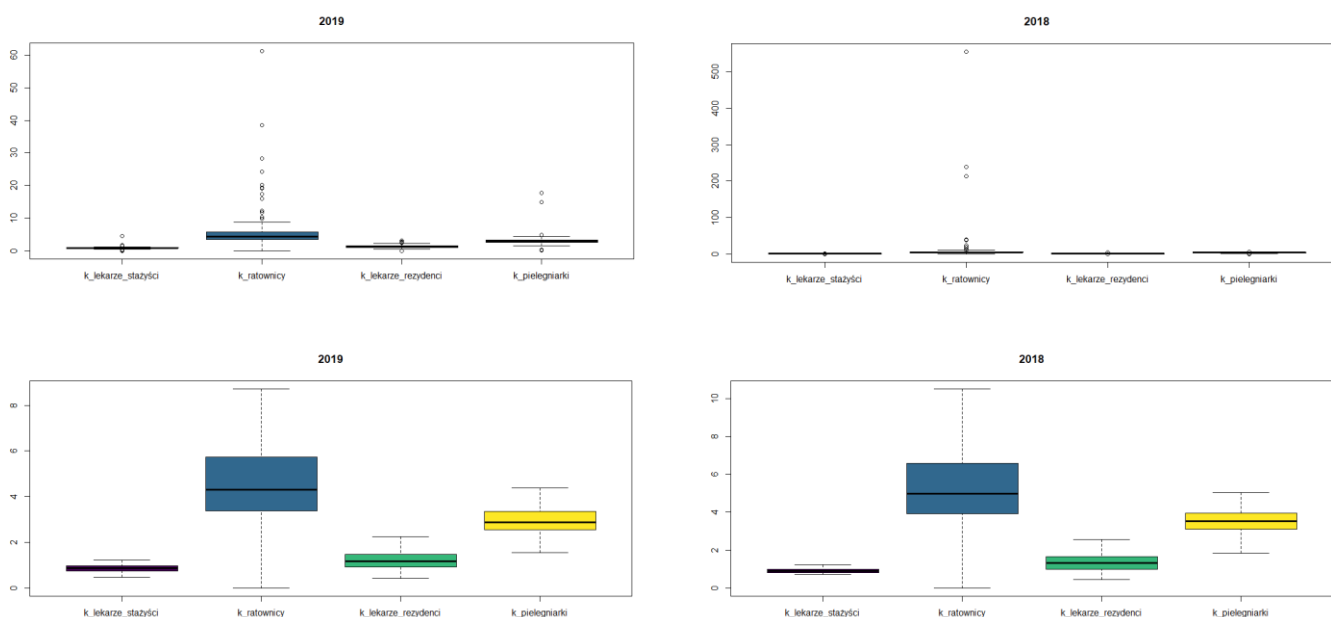 2019
60
50
40
30
20
10
0
k_lekarze_stażyści
k_ratownicy
k_lekarze_rezydenci
k_pielegniarki
2018
500
400
300
200
100
0
k_lekarze_stażyści
k_ratownicy
k_lekarze_rezydenci
k_pielegniarki
2019
8
6
4
2
0
k_lekarze_stażyści
k_ratownicy
k_lekarze_rezydenci
k_pielegniarki
2018
10
8
6
4
2
0
k_lekarze_stażyści
k_ratownicy
k_lekarze_rezydenci
k_pielegniarki